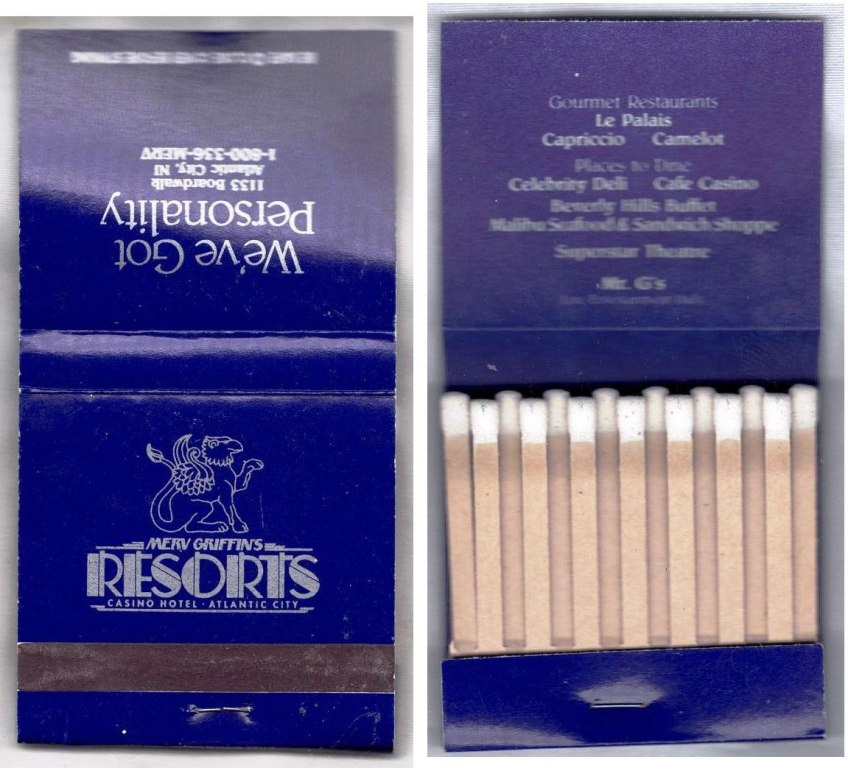 We've Got
Personality
1133 Boardwalk
Atlantic City, NJ
1-800-336-MERV
MERV GRIFFIN'S
RESORTS
CASINO HOTEL · ATLANTIC CITY
Gourmet Restaurants
Le Palais
Capriccio Camelot
Places to Dine
Celebrity Deli Cafe Casino
Beverly Hills Buffet
Malibu Seafood & Sandwich Shoppe
Superstar Theatre
Mr. G's